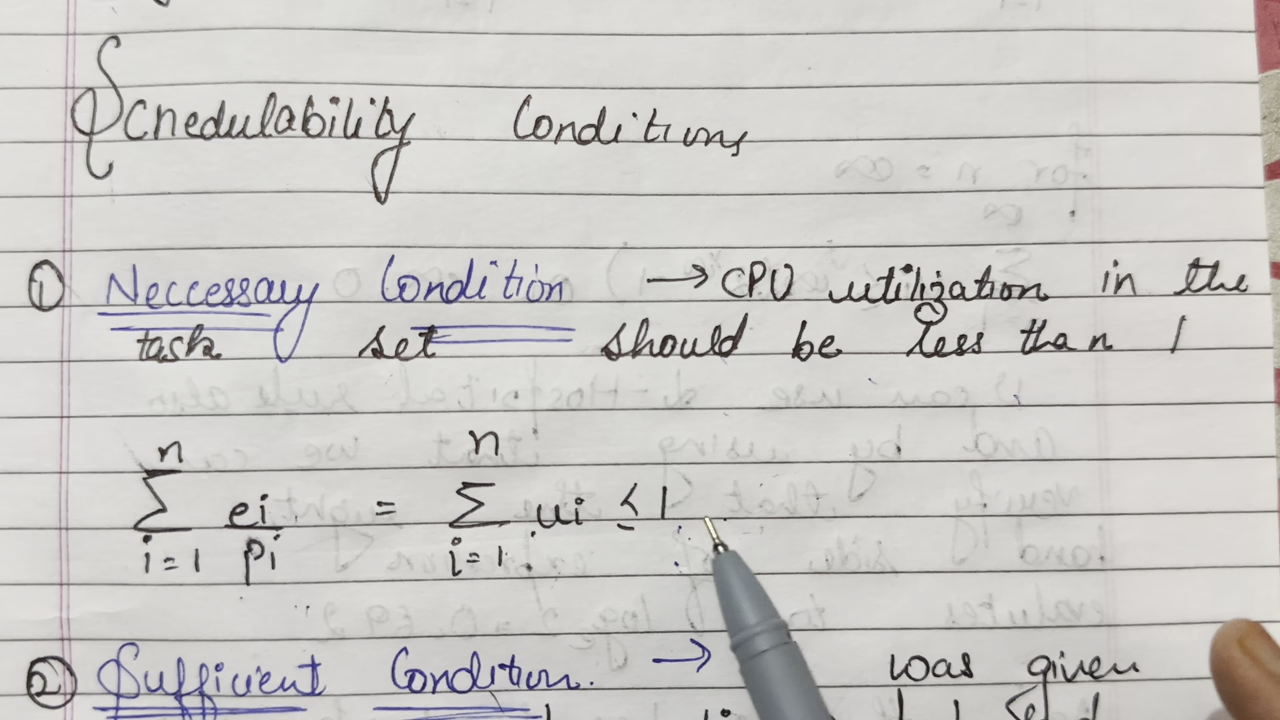 Schedulability Conditions
① Neccessary Condition → CPU utilization in the
task set should be less than 1
n n
∑ ei/pi = ∑ ui ≤ 1
i=1 i=1
② Sufficient Condition. → was given